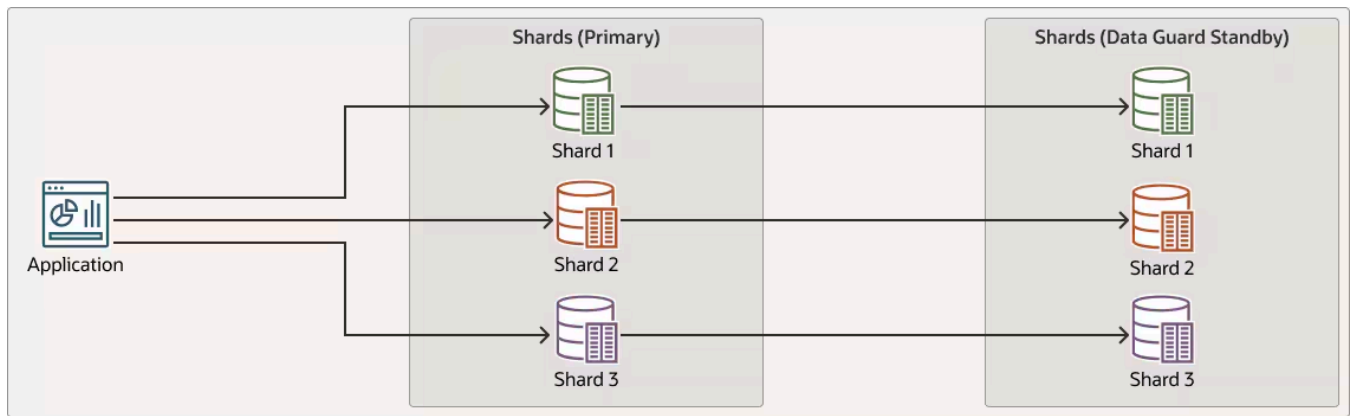 Shards (Primary)
Shards (Data Guard Standby)
Shard 1
Shard 1
Application
Shard 2
Shard 2
Shard 3
Shard 3